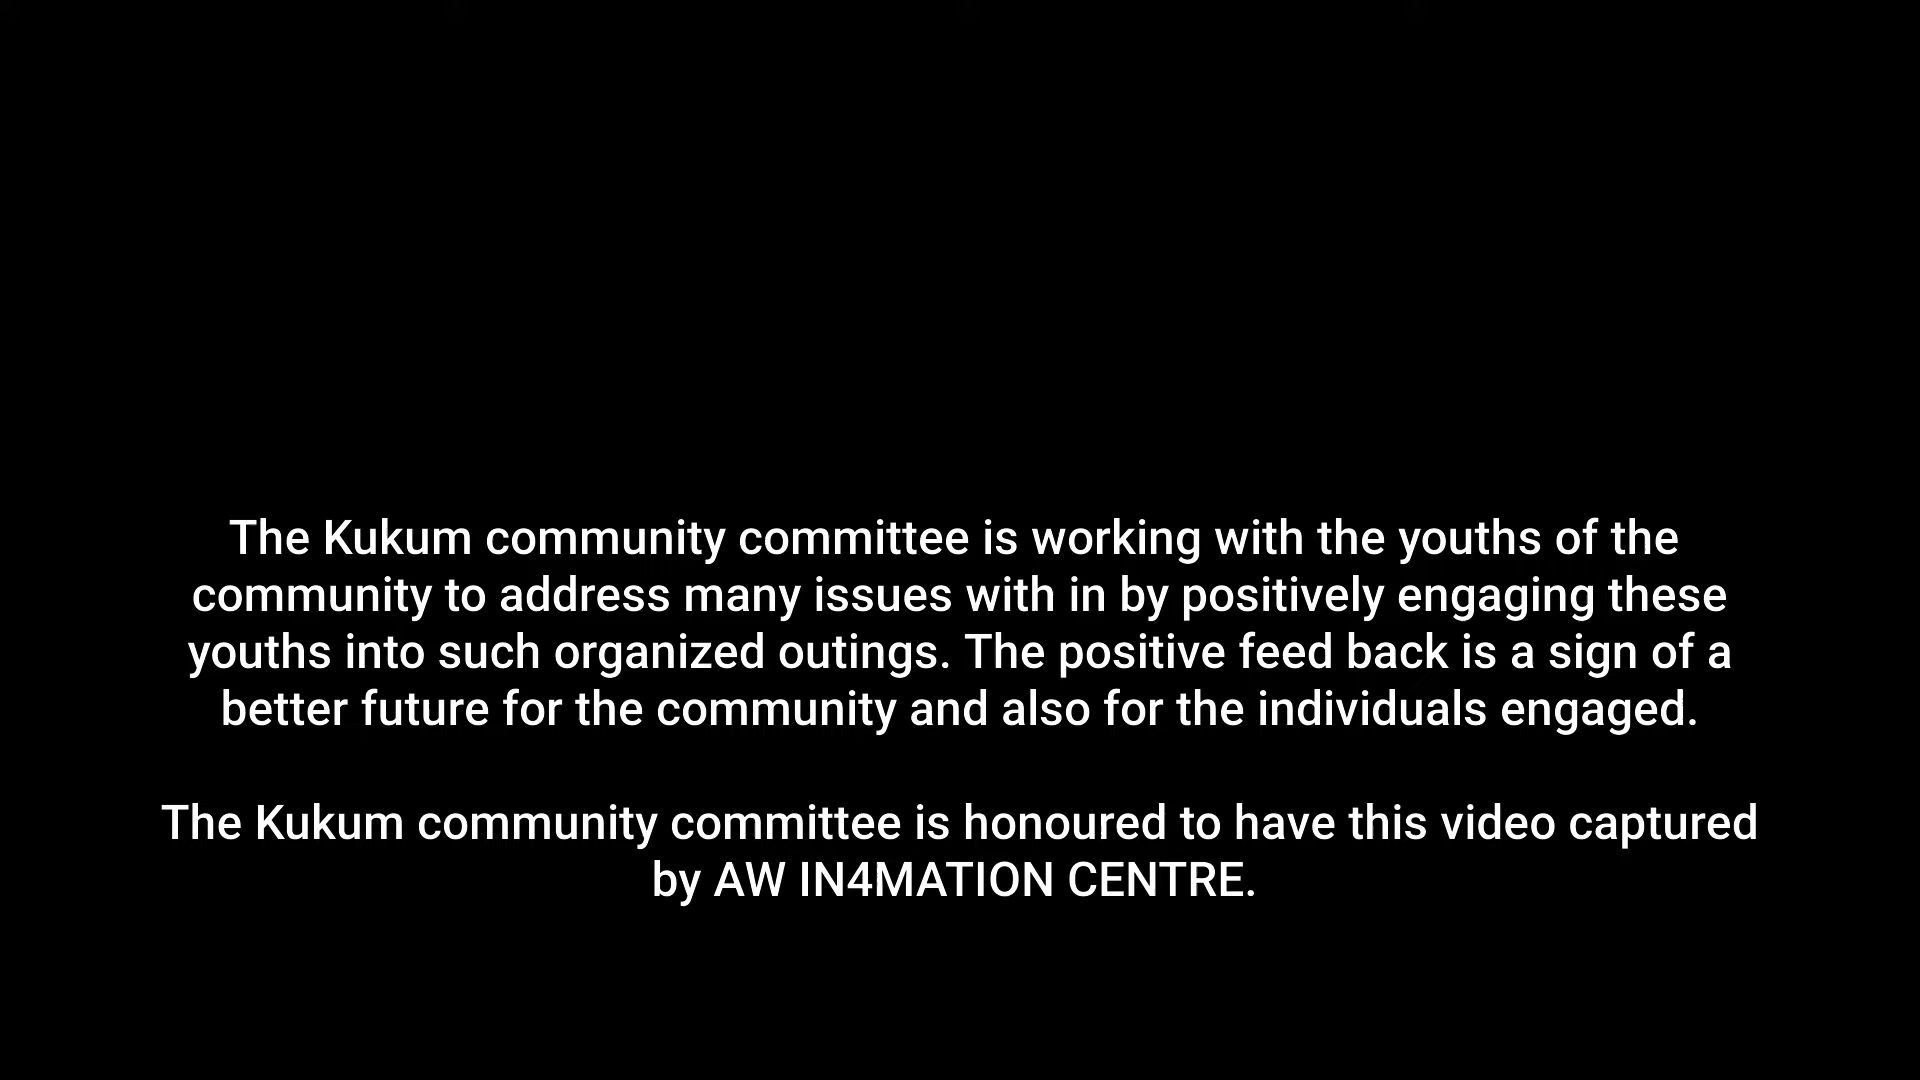 The Kukum community committee is working with the youths of the
community to address many issues with in by positively engaging these
youths into such organized outings. The positive feed back is a sign of a
better future for the community and also for the individuals engaged.
The Kukum community committee is honoured to have this video captured
by AW IN4MATION CENTRE.